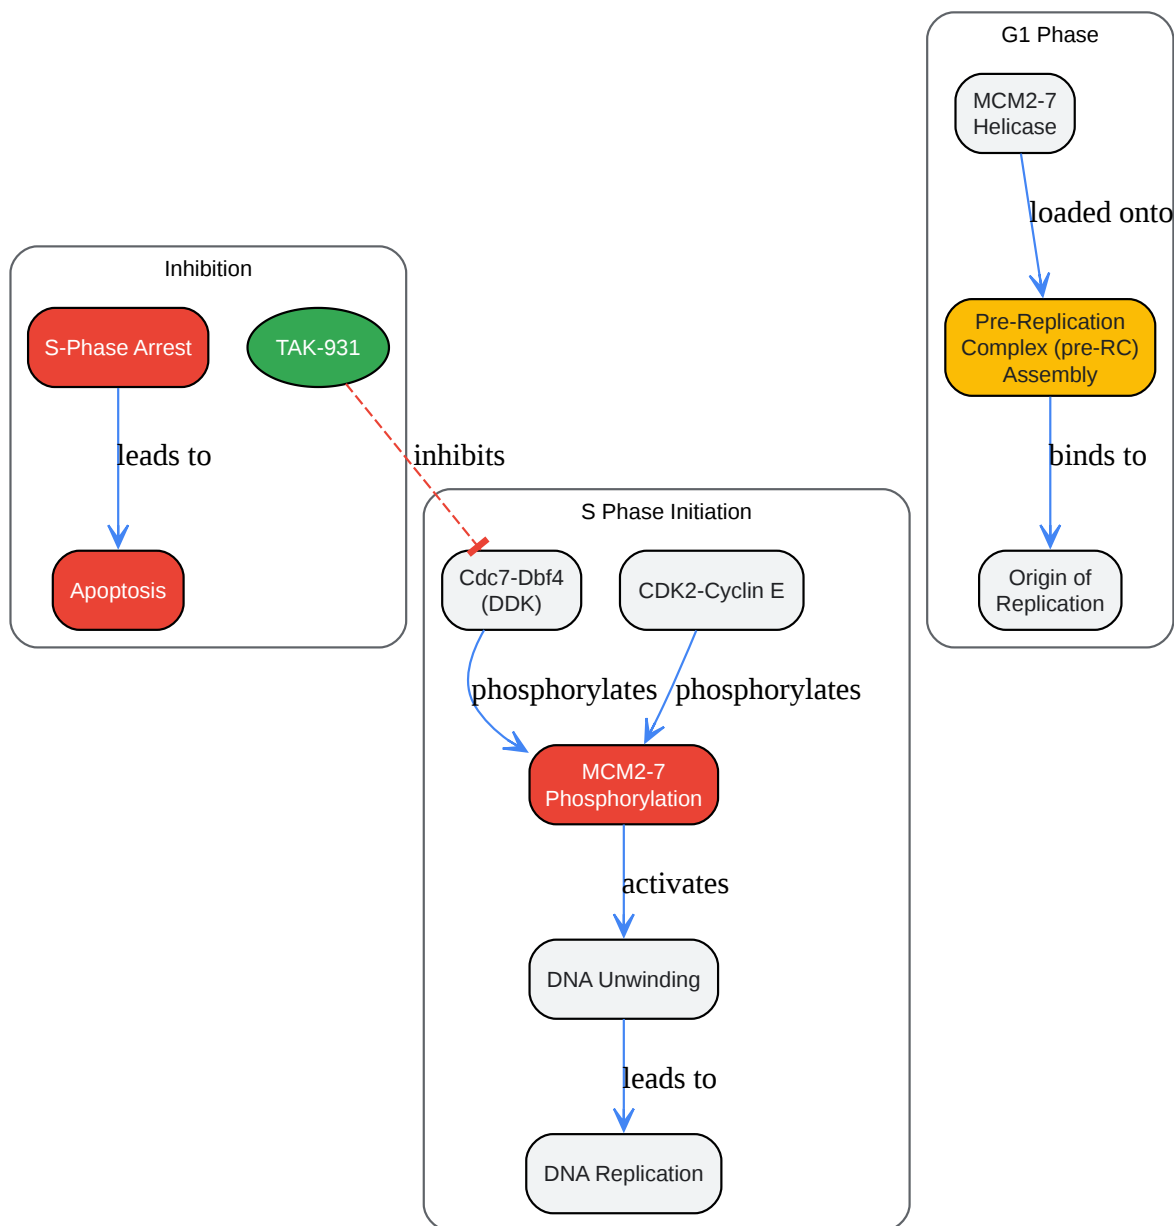 G1 Phase
MCM2-7
Helicase
loaded onto
Pre-Replication
Complex (pre-RC)
Assembly
binds to
Origin of
Replication
Inhibition
S-Phase Arrest
TAK-931
leads to
inhibits
Apoptosis
S Phase Initiation
Cdc7-Dbf4
(DDK)
CDK2-Cyclin E
phosphorylates
phosphorylates
MCM2-7
Phosphorylation
activates
DNA Unwinding
leads to
DNA Replication